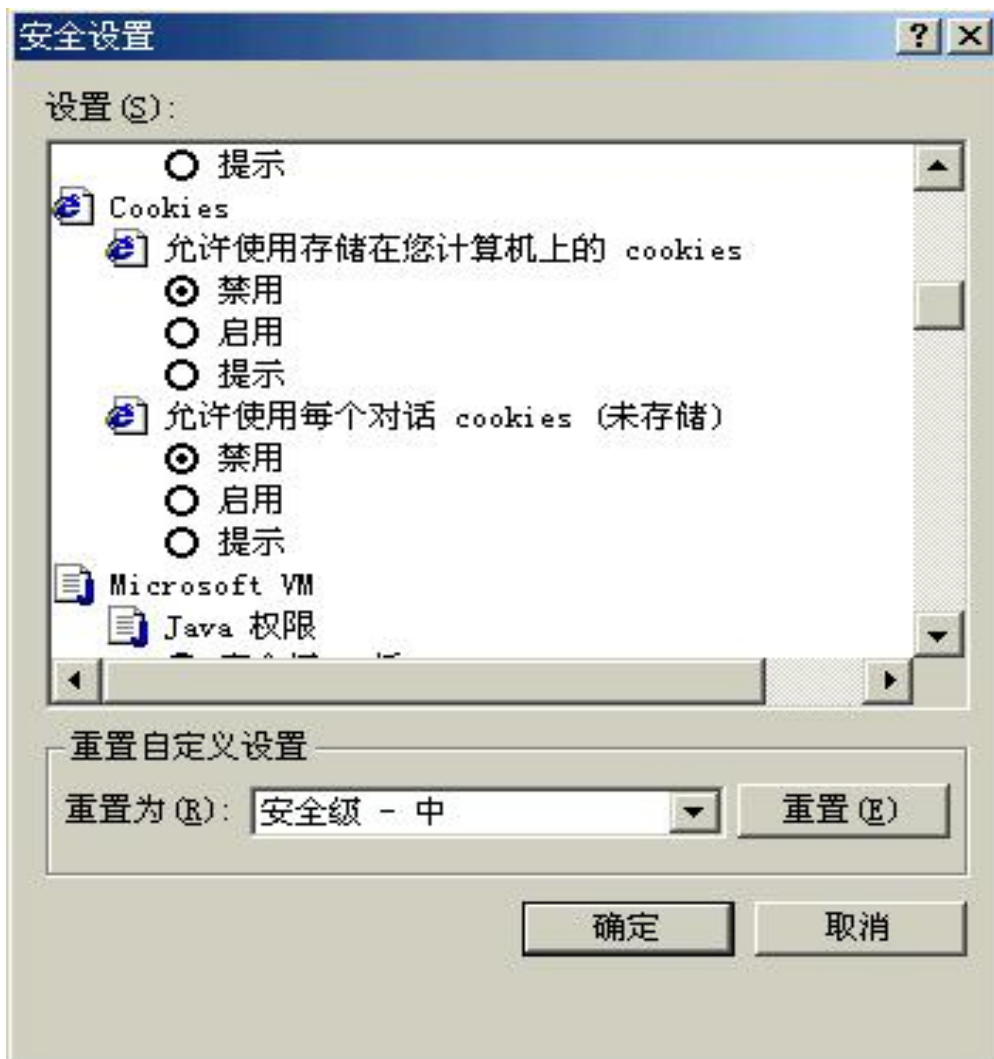 安全设置
设置(S):
提示
Cookies
允许使用存储在您计算机上的 cookies
禁用
启用
提示
允许使用每个对话 cookies (未存储)
禁用
启用
提示
Microsoft VM
Java 权限
重置自定义设置
重置为(R): 安全级 - 中 重置(E)
确定 取消